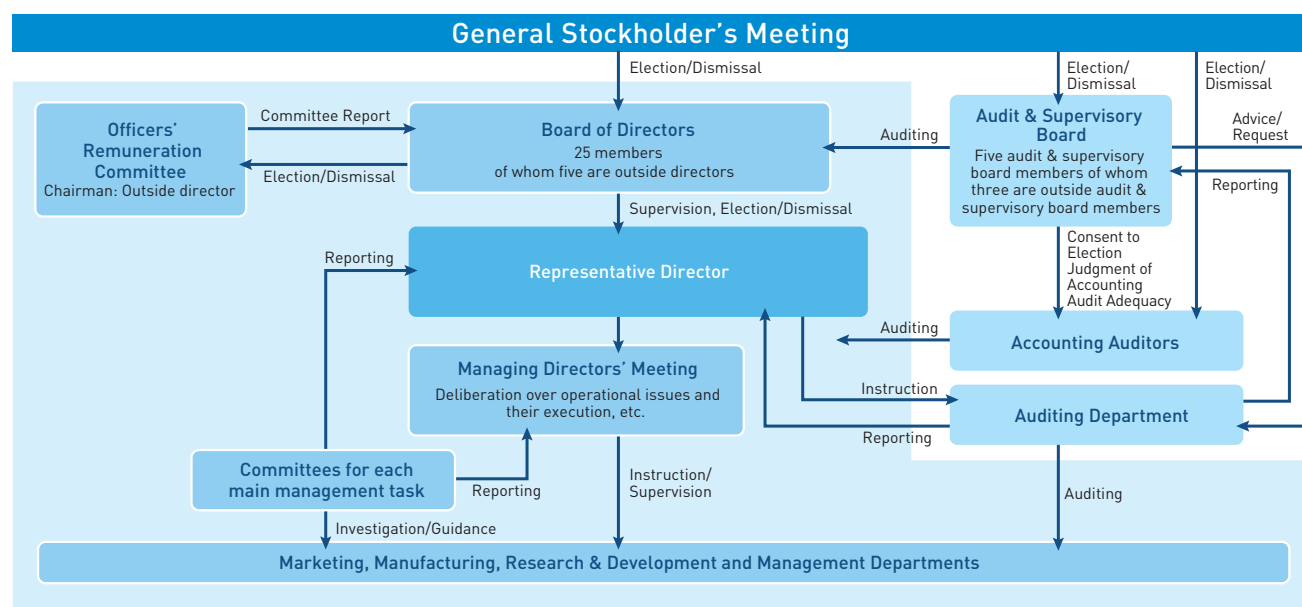 General Stockholder's Meeting
Election/Dismissal
Election/
Dismissal
Election/
Dismissal
Officers'
Remuneration
Committee
Chairman: Outside director
Committee Report
Election/Dismissal
Board of Directors
25 members
of whom five are outside directors
Auditing
Audit & Supervisory
Board
Five audit & supervisory
board members of whom
three are outside audit &
supervisory board members
Advice/
Request
Reporting
Supervision, Election/Dismissal
Reporting
Representative Director
Consent to
Election
Judgment of
Accounting
Audit Adequacy
Auditing
Accounting Auditors
Managing Directors' Meeting
Deliberation over operational issues and
their execution, etc.
Instruction
Reporting
Auditing Department
Committees for each
main management task
Reporting
Instruction/
Supervision
Auditing
Investigation/Guidance
Marketing, Manufacturing, Research & Development and Management Departments